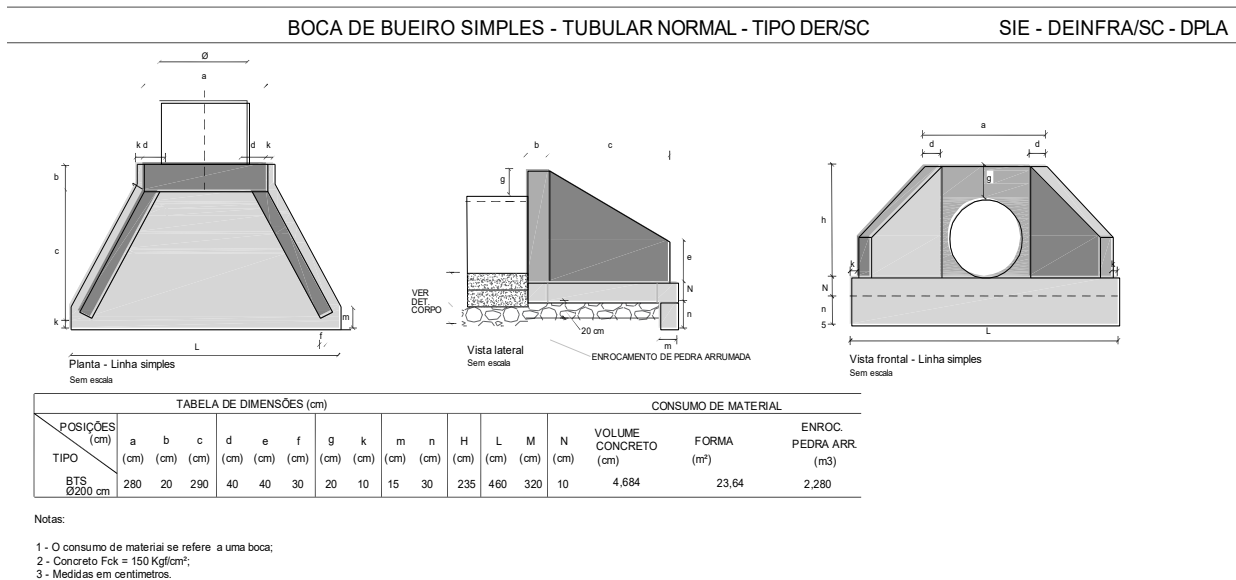 BOCA DE BUEIRO SIMPLES - TUBULAR NORMAL - TIPO DER/SC SIE - DEINFRA/SC - DPLA
Ø
a
k d d k
b
c
k
m
f
L
Planta - Linha simples
Sem escala
b c
g
e
N
n
m
VER
DET.
CORPO
20 cm
ENROCAMENTO DE PEDRA ARRUMADA
Vista lateral
Sem escala
a
d d
g
h
k k
N
n
5
L
Vista frontal - Linha simples
Sem escala
TABELA DE DIMENSÕES (cm) CONSUMO DE MATERIAL
POSIÇÕES
(cm)
TIPO
a b c d e f g k m n H L M N VOLUME CONCRETO FORMA ENROC. PEDRA ARR.
(cm) (cm) (cm) (cm) (cm) (cm) (cm) (cm) (cm) (cm) (cm) (cm) (cm) (cm) (cm) (m²) (m3)
BTS
Ø200 cm 280 20 290 40 40 30 20 10 15 30 235 460 320 10 4,684 23,64 2,280
Notas:
1 - O consumo de materiai se refere a uma boca;
2 - Concreto Fck = 150 Kgf/cm²;
3 - Medidas em centimetros.